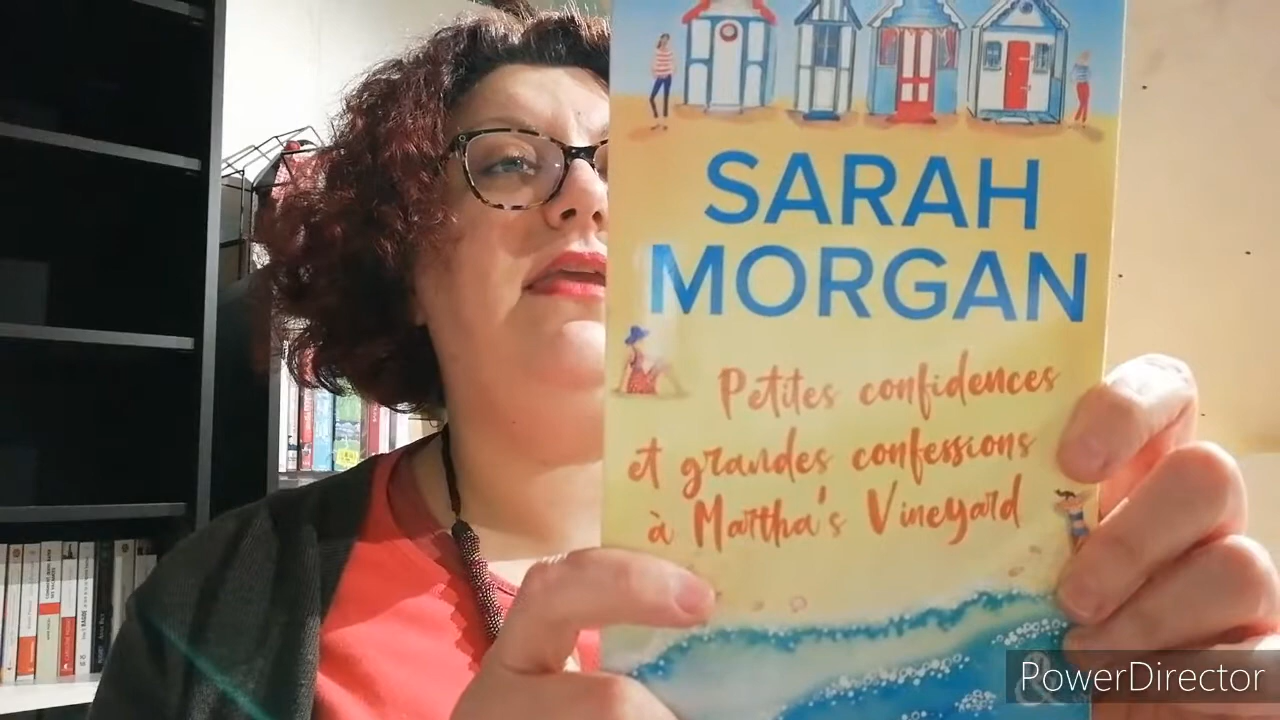 SARAH
MORGAN
Petites confidences
et grandes confessions
à Martha's Vineyard
&
PowerDirector